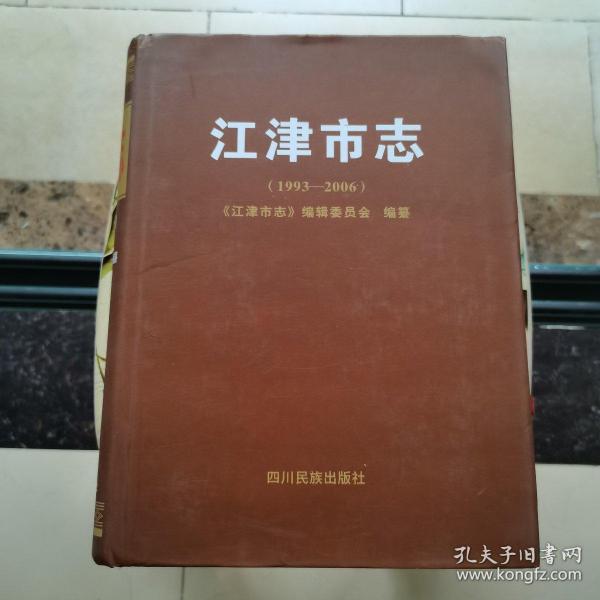 江津市志
（1993—2006）
《江津市志》编辑委员会 编纂
四川民族出版社
孔夫子旧书网
www.kongfz.com